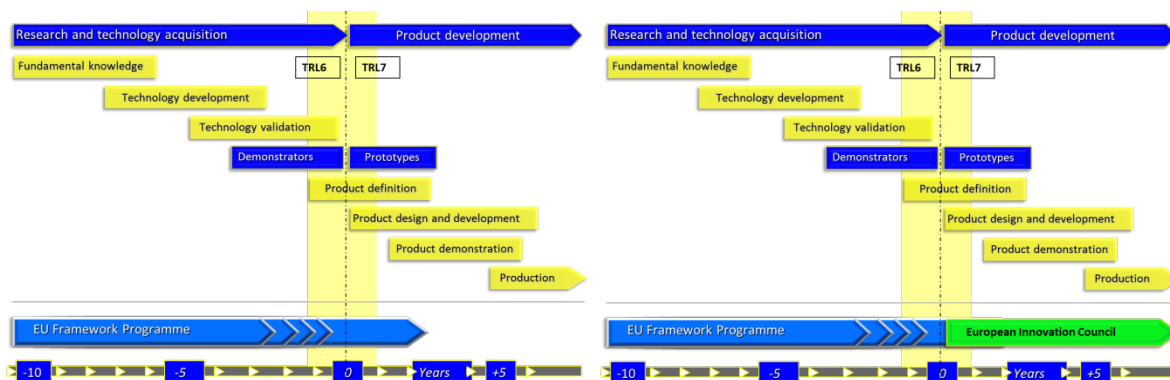 Research and technology acquisition
Product development
Fundamental knowledge
TRL6
TRL7
Technology development
Technology validation
Demonstrators
Prototypes
Product definition
Product design and development
Product demonstration
Production
EU Framework Programme
-10
-5
0
Years
+5
Research and technology acquisition
Product development
Fundamental knowledge
TRL6
TRL7
Technology development
Technology validation
Demonstrators
Prototypes
Product definition
Product design and development
Product demonstration
Production
EU Framework Programme
European Innovation Council
-10
-5
0
Years
+5